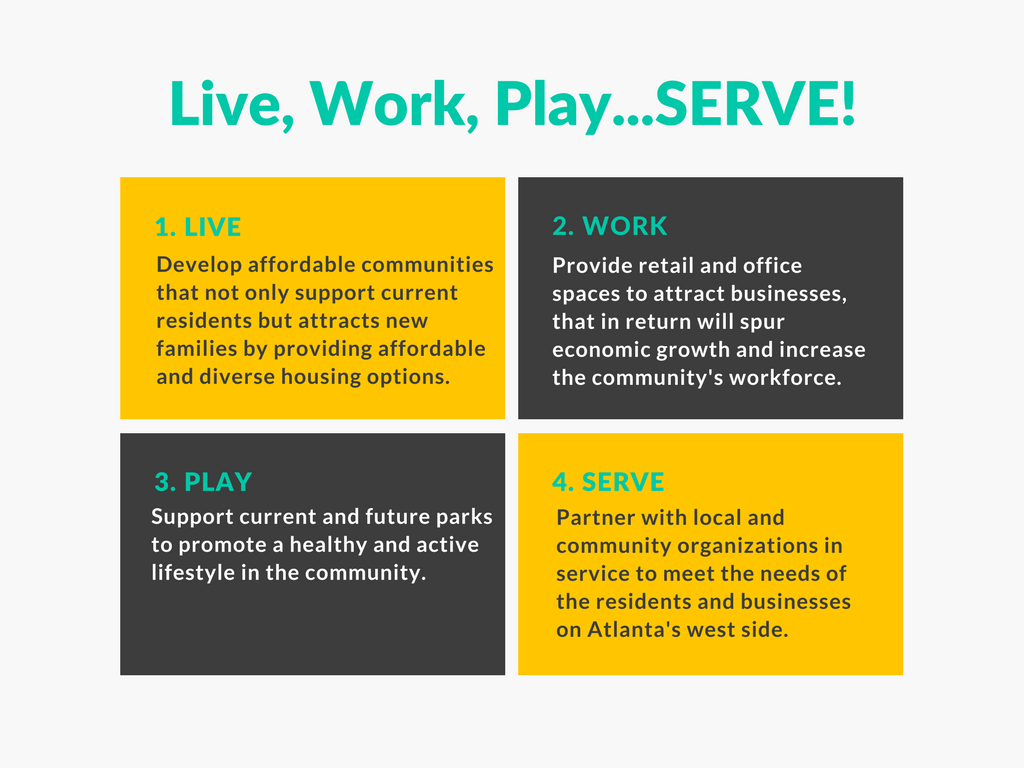 Live, Work, Play...SERVE!
1. LIVE
Develop affordable communities
that not only support current
residents but attracts new
families by providing affordable
and diverse housing options.
2. WORK
Provide retail and office
spaces to attract businesses,
that in return will spur
economic growth and increase
the community's workforce.
3. PLAY
Support current and future parks
to promote a healthy and active
lifestyle in the community.
4. SERVE
Partner with local and
community organizations in
service to meet the needs of
the residents and businesses
on Atlanta's west side.